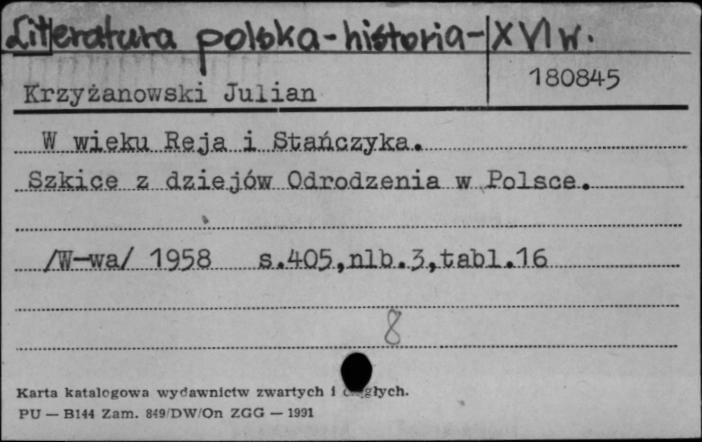 Literatura polska-historia-XVI w.
180845
Krzyżanowski Julian
W wieku Reja i Stańczyka.
Szkice z dziejów Odrodzenia w Polsce.
/W-wa/ 1958 s.405,nlb.3,tabl.16
8
Karta katalogowa wydawnictw zwartych i
PU — B144 Zam. 849/DW/On ZGG — 1991